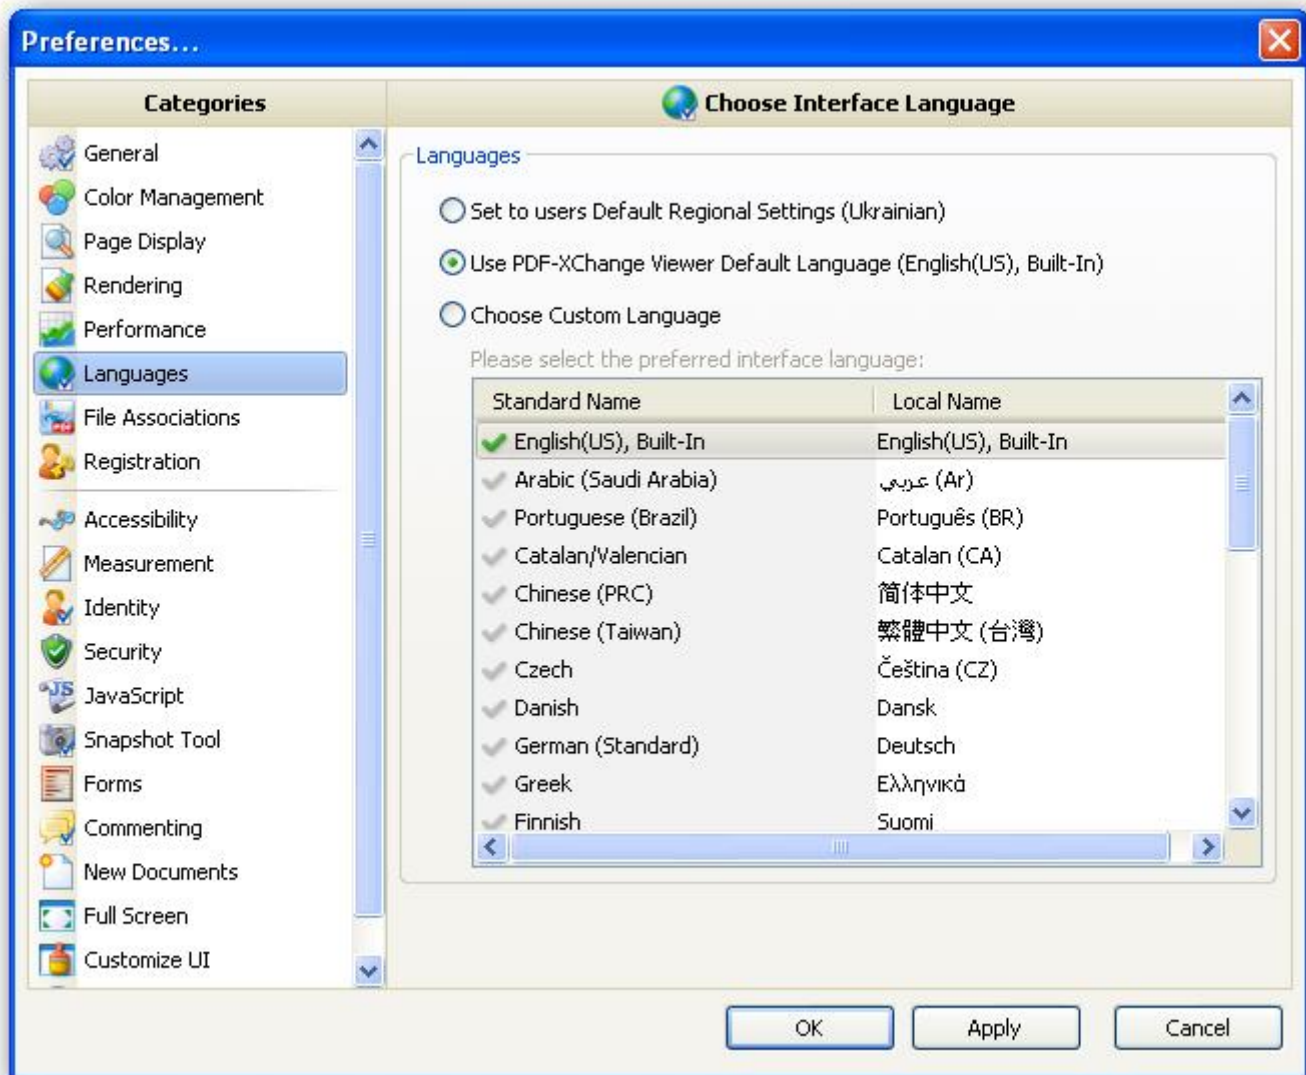 Preferences...
Categories
General
Color Management
Page Display
Rendering
Performance
Languages
File Associations
Registration
Accessibility
Measurement
Identity
Security
JavaScript
Snapshot Tool
Forms
Commenting
New Documents
Full Screen
Customize UI
Choose Interface Language
Languages
Set to users Default Regional Settings (Ukrainian)
Use PDF-XChange Viewer Default Language (English(US), Built-In)
Choose Custom Language
Please select the preferred interface language:
Standard Name Local Name
English(US), Built-In English(US), Built-In
Arabic (Saudi Arabia) عربي (Ar)
Portuguese (Brazil) Português (BR)
Catalan/Valencian Catalan (CA)
Chinese (PRC) 简体中文
Chinese (Taiwan) 繁體中文 (台灣)
Czech Čeština (CZ)
Danish Dansk
German (Standard) Deutsch
Greek Ελληνικά
Finnish Suomi
OK Apply Cancel